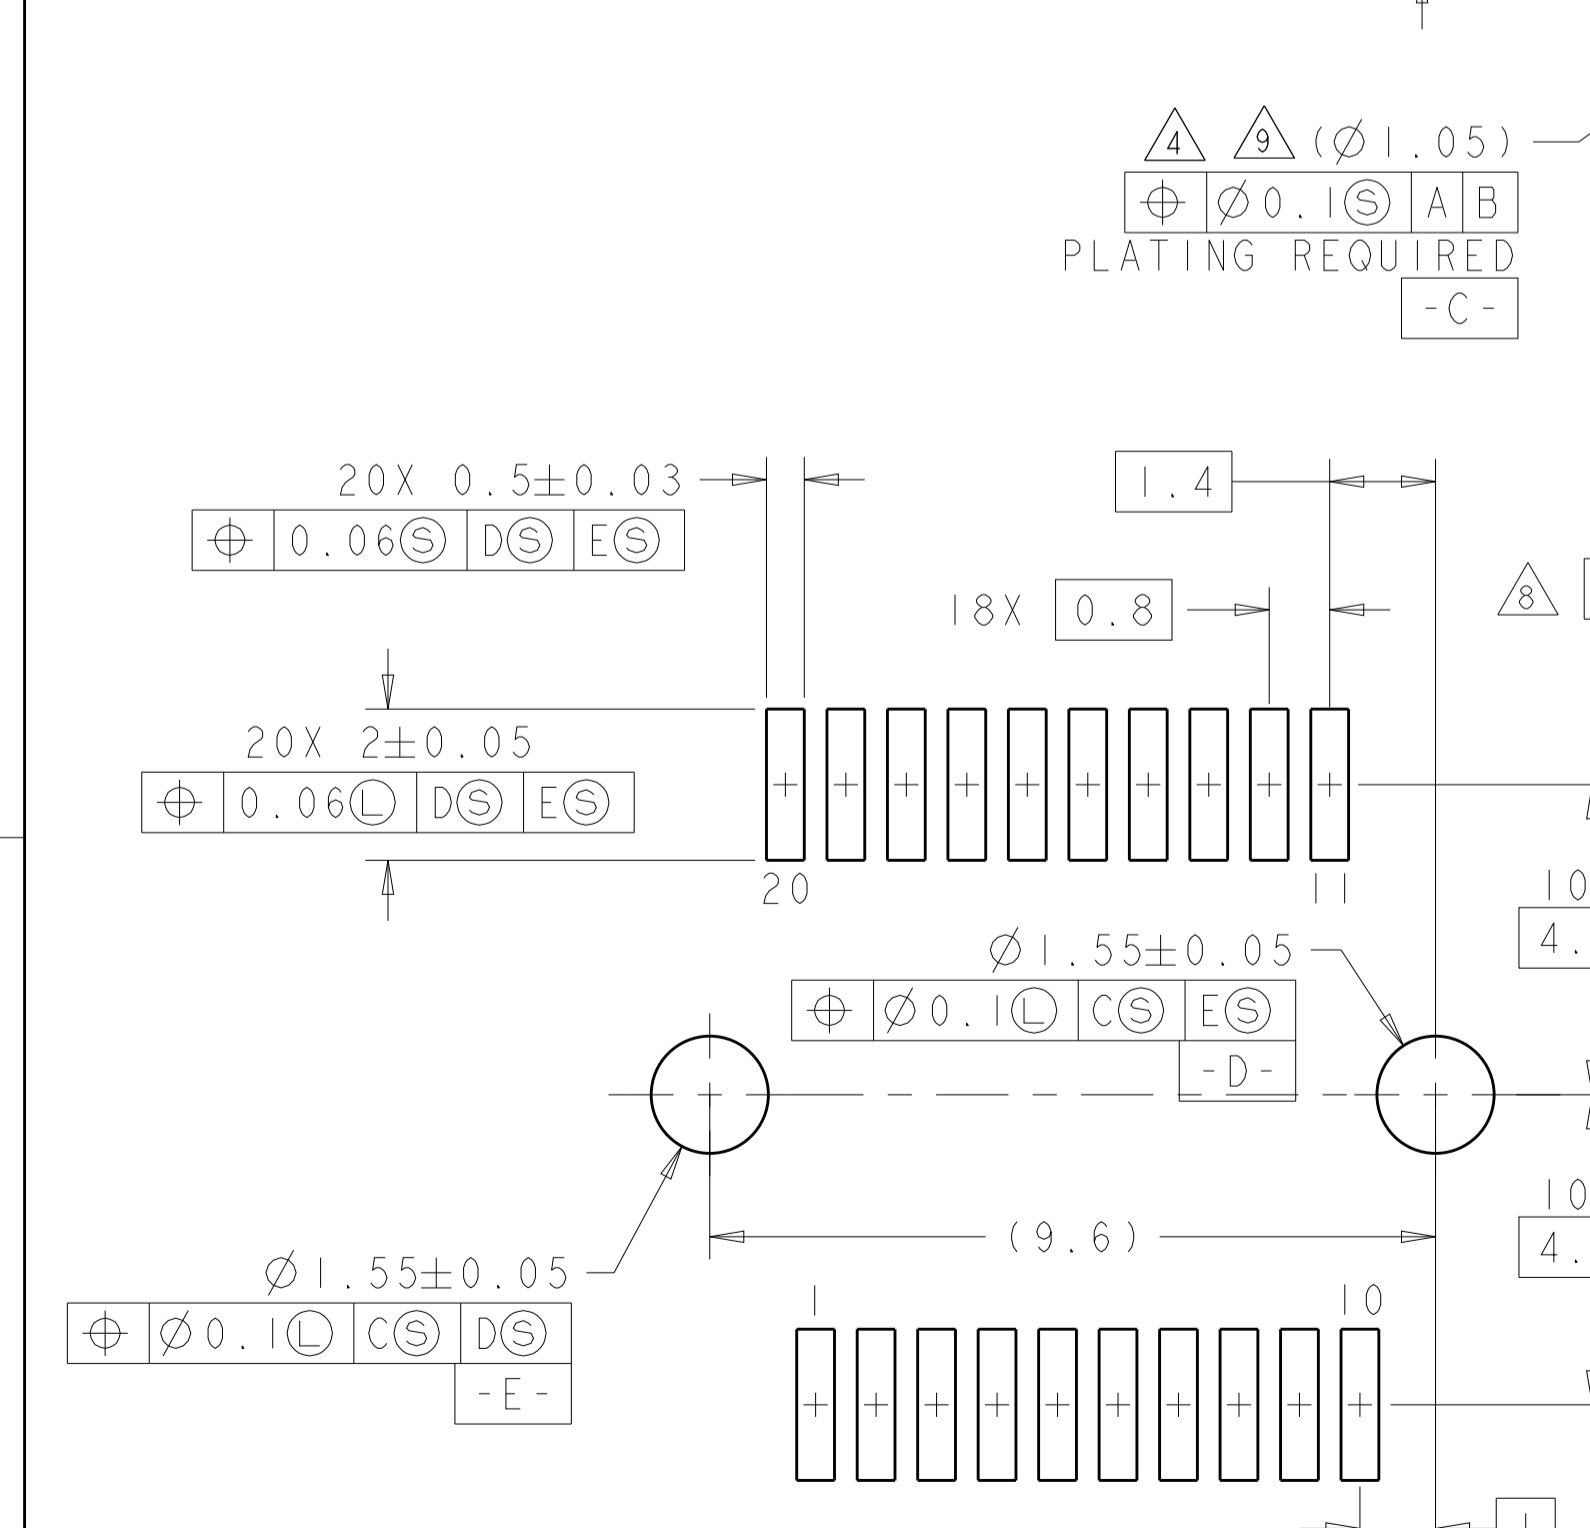 4 9 (Ø1.05)
⌖ Ø0.1Ⓢ A B
PLATING REQUIRED
-C-
20X 0.5±0.03
⌖ 0.06Ⓢ DⓈ EⓈ
1.4
18X 0.8
8
20X 2±0.05
⌖ 0.06Ⓛ DⓈ EⓈ
20 11
10
4.
Ø1.55±0.05
⌖ Ø0.1Ⓛ CⓈ EⓈ
-D-
(9.6)
10
4.
Ø1.55±0.05
⌖ Ø0.1Ⓛ CⓈ DⓈ
-E-
1 10